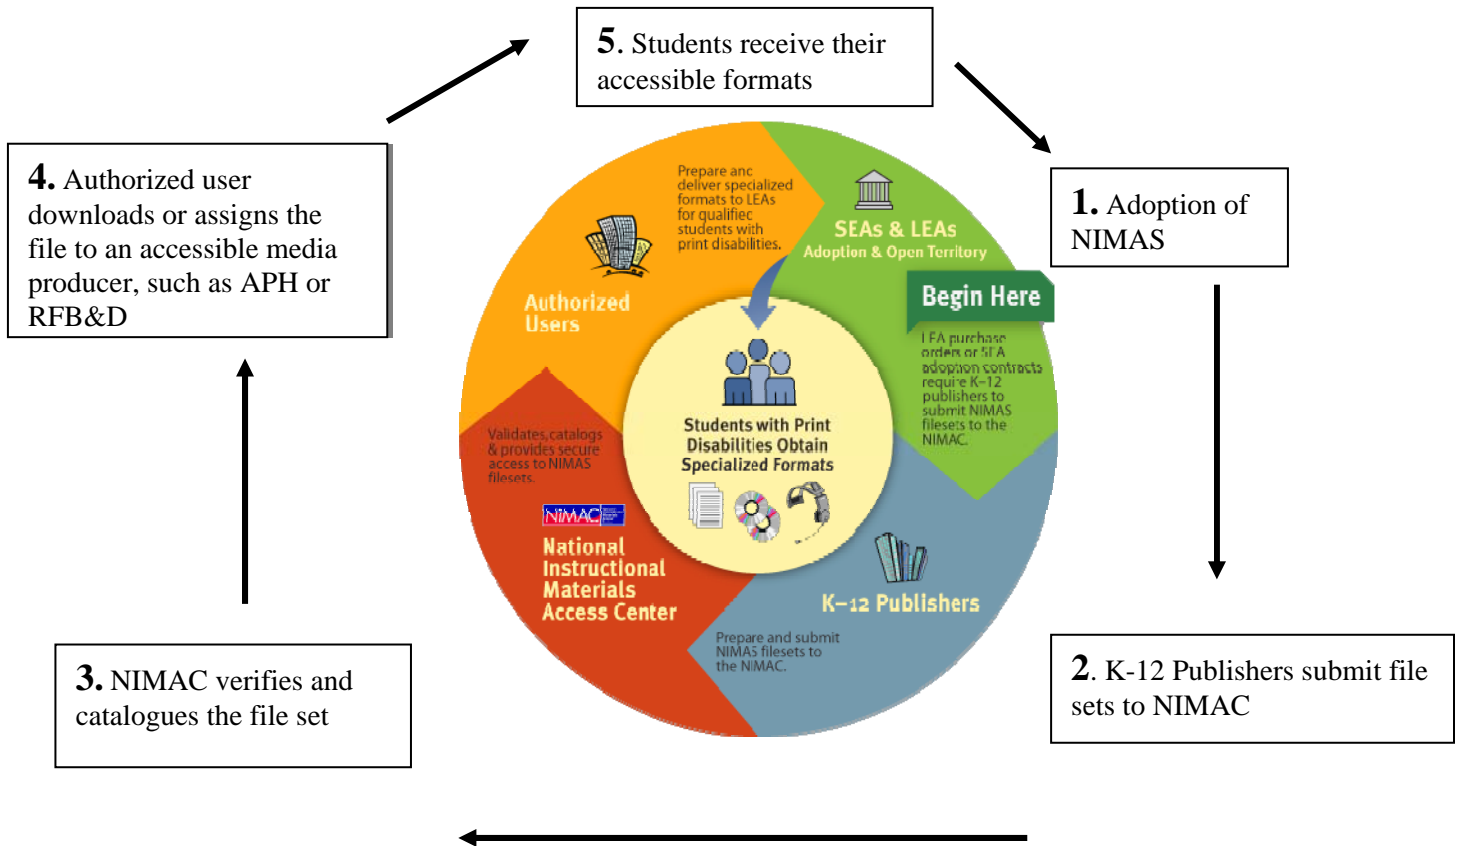 5. Students receive their
accessible formats
4. Authorized user
downloads or assigns the
file to an accessible media
producer, such as APH or
RFB&D
1. Adoption of
NIMAS
3. NIMAC verifies and
catalogues the file set
2. K-12 Publishers submit file
sets to NIMAC
Prepare and
deliver specialized
formats to LEAs
for qualified
students with
print disabilities.
Authorized
Users
SEAs & LEAs
Adoption & Open Territory
Begin Here
LEA purchase
orders or SEA
adoption contracts
require K–12
publishers to
submit NIMAS
filesets to the
NIMAC.
Students with Print
Disabilities Obtain
Specialized Formats
Validates, catalogs
& provides secure
access to NIMAS
filesets.
NIMAC
National
Instructional
Materials
Access Center
K–12 Publishers
Prepare and submit
NIMAS filesets to
the NIMAC.